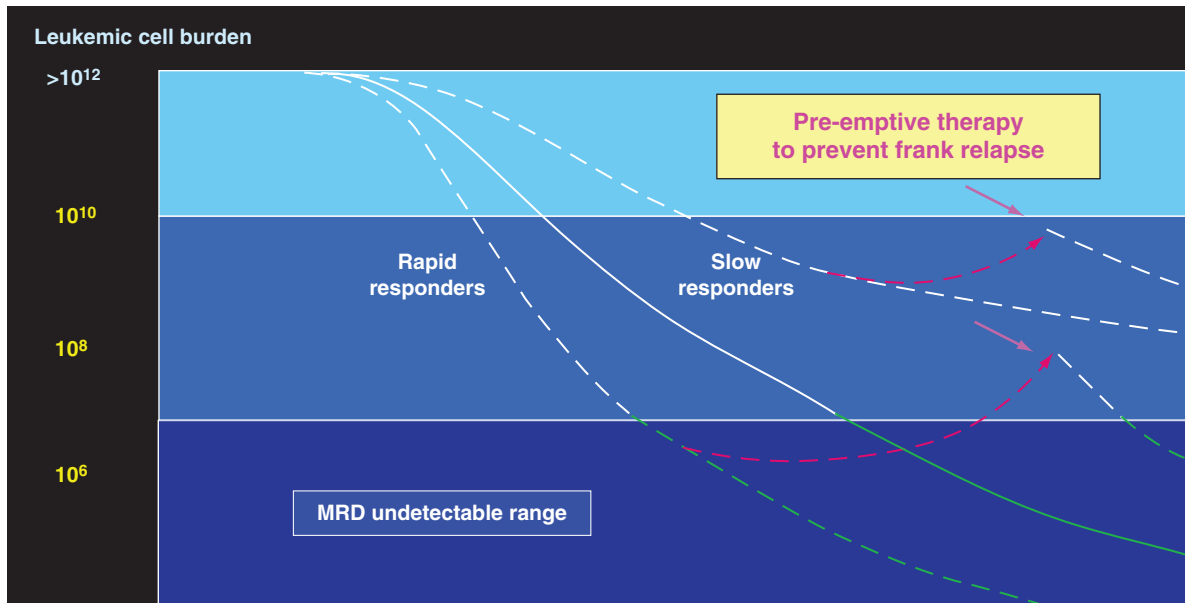 Leukemic cell burden
>10¹²
Pre-emptive therapy
to prevent frank relapse
10¹⁰
Rapid
responders
Slow
responders
10⁸
10⁶
MRD undetectable range